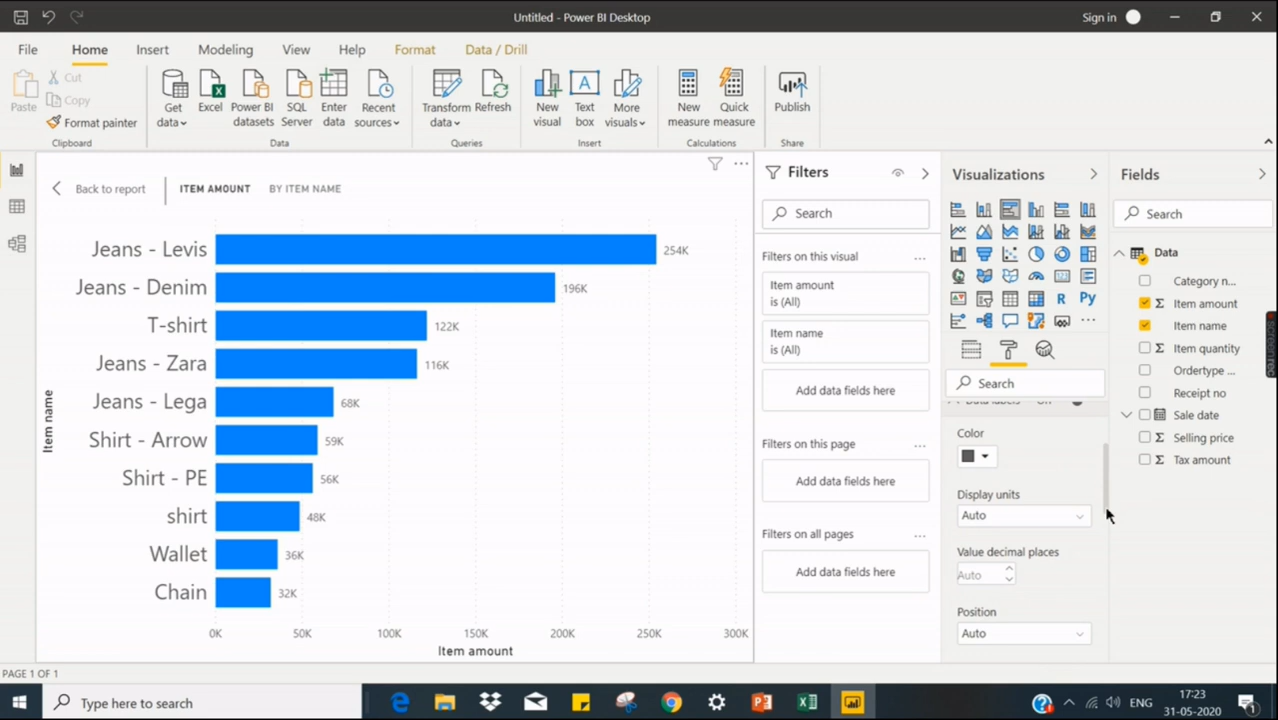 Untitled - Power BI Desktop
Sign in
File
Home
Insert
Modeling
View
Help
Format
Data / Drill
Paste
Cut
Copy
Format painter
Clipboard
Get data
Excel
Power BI datasets
SQL Server
Enter data
Recent sources
Data
Transform data
Refresh
Queries
New visual
Text box
More visuals
Insert
New measure
Quick measure
Calculations
Publish
Share
Back to report
ITEM AMOUNT
BY ITEM NAME
Item name
Jeans - Levis
254K
Jeans - Denim
196K
T-shirt
122K
Jeans - Zara
116K
Jeans - Lega
68K
Shirt - Arrow
59K
Shirt - PE
56K
shirt
48K
Wallet
36K
Chain
32K
0K
50K
100K
150K
200K
250K
300K
Item amount
Filters
Search
Filters on this visual
...
Item amount
is (All)
Item name
is (All)
Add data fields here
Filters on this page
...
Add data fields here
Filters on all pages
...
Add data fields here
Visualizations
R
Py
...
Search
Data labels
Color
Display units
Auto
Value decimal places
Auto
Position
Auto
Fields
Search
Data
Category n...
Σ Item amount
Item name
Σ Item quantity
Ordertype ...
Receipt no
Sale date
Σ Selling price
Σ Tax amount
PAGE 1 OF 1
Type here to search
ENG
17:23
31-05-2020